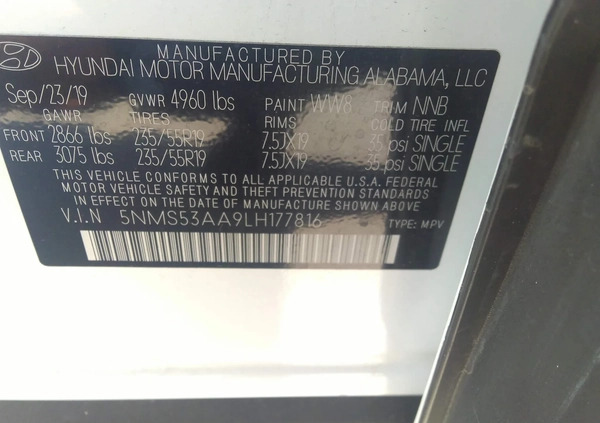 MANUFACTURED BY
HYUNDAI MOTOR MANUFACTURING ALABAMA, LLC
Sep/23/19 GVWR 4960 lbs PAINT WW8 TRIM NNB
GAWR TIRES RIMS COLD TIRE INFL
FRONT 2866 lbs 235/55R19 7.5JX19 35 psi SINGLE
REAR 3075 lbs 235/55R19 7.5JX19 35 psi SINGLE
THIS VEHICLE CONFORMS TO ALL APPLICABLE U.S.A. FEDERAL
MOTOR VEHICLE SAFETY AND THEFT PREVENTION STANDARDS
IN EFFECT ON THE DATE OF MANUFACTURE SHOWN ABOVE.
V.I.N 5NMS53AA9LH177816 TYPE: MPV